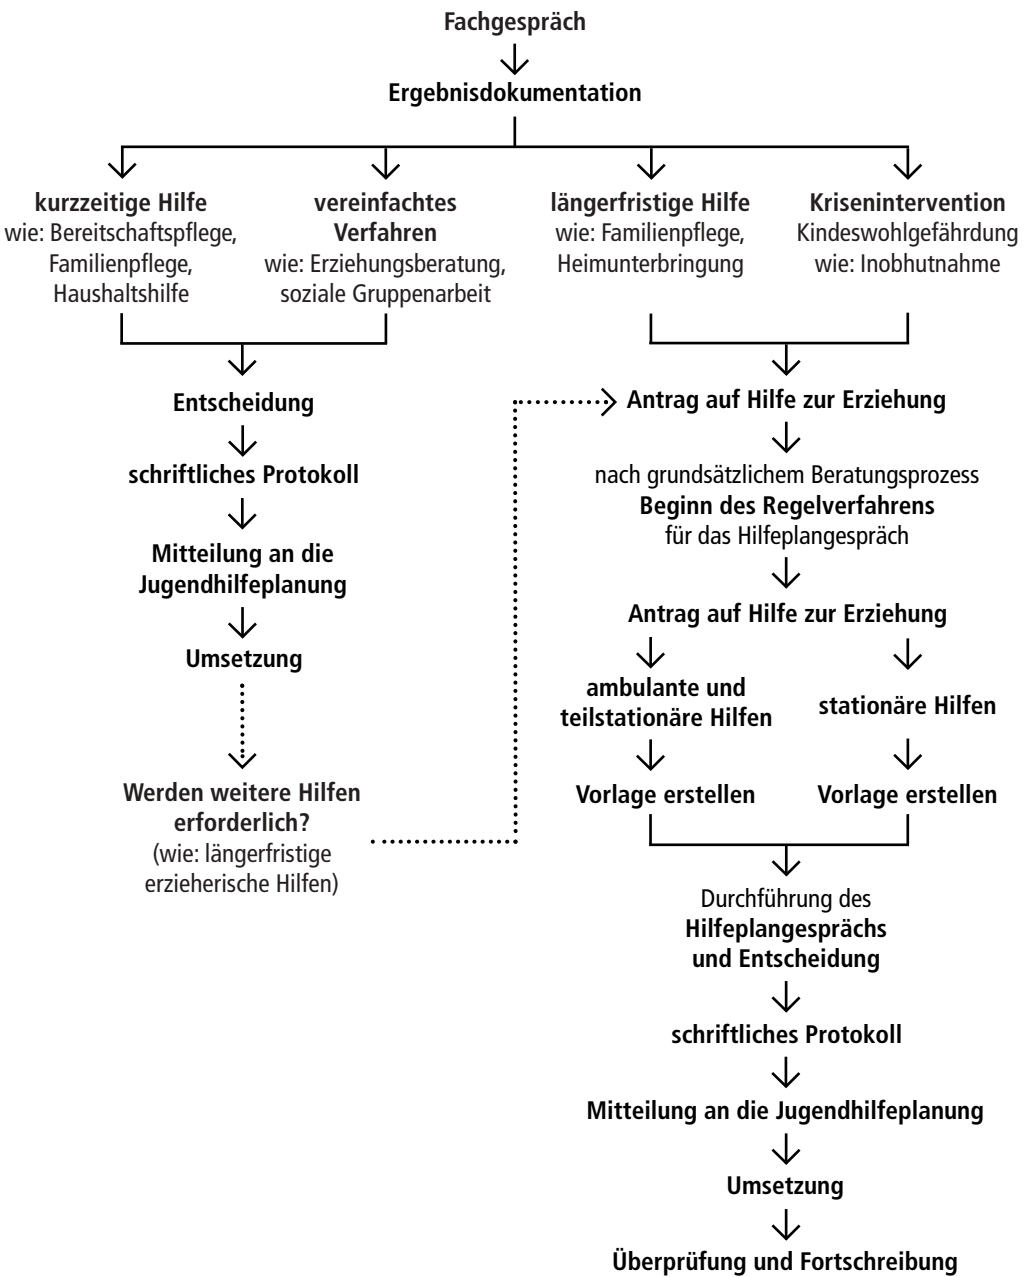 Fachgespräch
Ergebnisdokumentation
kurzzeitige Hilfe
wie: Bereitschaftspflege,
Familienpflege,
Haushaltshilfe
vereinfachtes
Verfahren
wie: Erziehungsberatung,
soziale Gruppenarbeit
längerfristige Hilfe
wie: Familienpflege,
Heimunterbringung
Krisenintervention
Kindeswohlgefährdung
wie: Inobhutnahme
Entscheidung
schriftliches Protokoll
Mitteilung an die
Jugendhilfeplanung
Umsetzung
Werden weitere Hilfen
erforderlich?
(wie: längerfristige
erzieherische Hilfen)
Antrag auf Hilfe zur Erziehung
nach grundsätzlichem Beratungsprozess
Beginn des Regelverfahrens
für das Hilfeplangespräch
Antrag auf Hilfe zur Erziehung
ambulante und
teilstationäre Hilfen
stationäre Hilfen
Vorlage erstellen
Vorlage erstellen
Durchführung des
Hilfeplangesprächs
und Entscheidung
schriftliches Protokoll
Mitteilung an die Jugendhilfeplanung
Umsetzung
Überprüfung und Fortschreibung